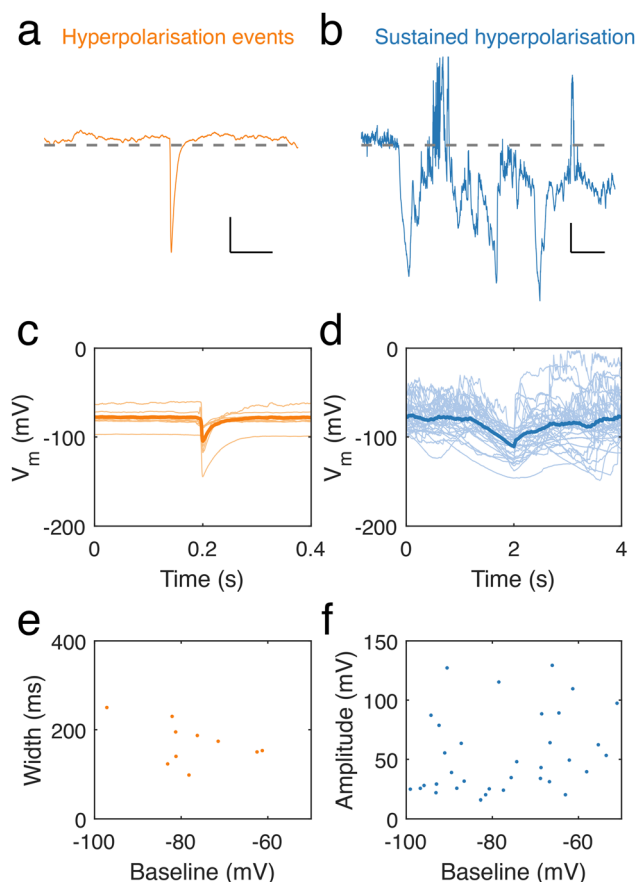 a Hyperpolarisation events
b Sustained hyperpolarisation
c
0
-100
-200
Vm (mV)
0 0.2 0.4
Time (s)
d
0
-100
-200
Vm (mV)
0 2 4
Time (s)
e
400
200
0
Width (ms)
-100 -80 -60
Baseline (mV)
f
150
100
50
0
Amplitude (mV)
-100 -80 -60
Baseline (mV)